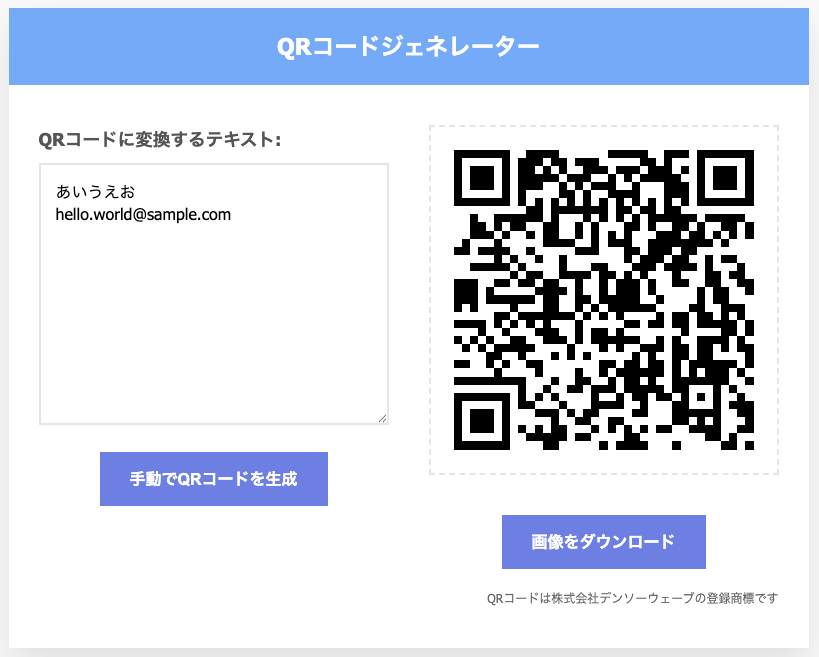 QRコードジェネレーター
QRコードに変換するテキスト:
あいうえお
hello.world@sample.com
手動でQRコードを生成
画像をダウンロード
QRコードは株式会社デンソーウェーブの登録商標です